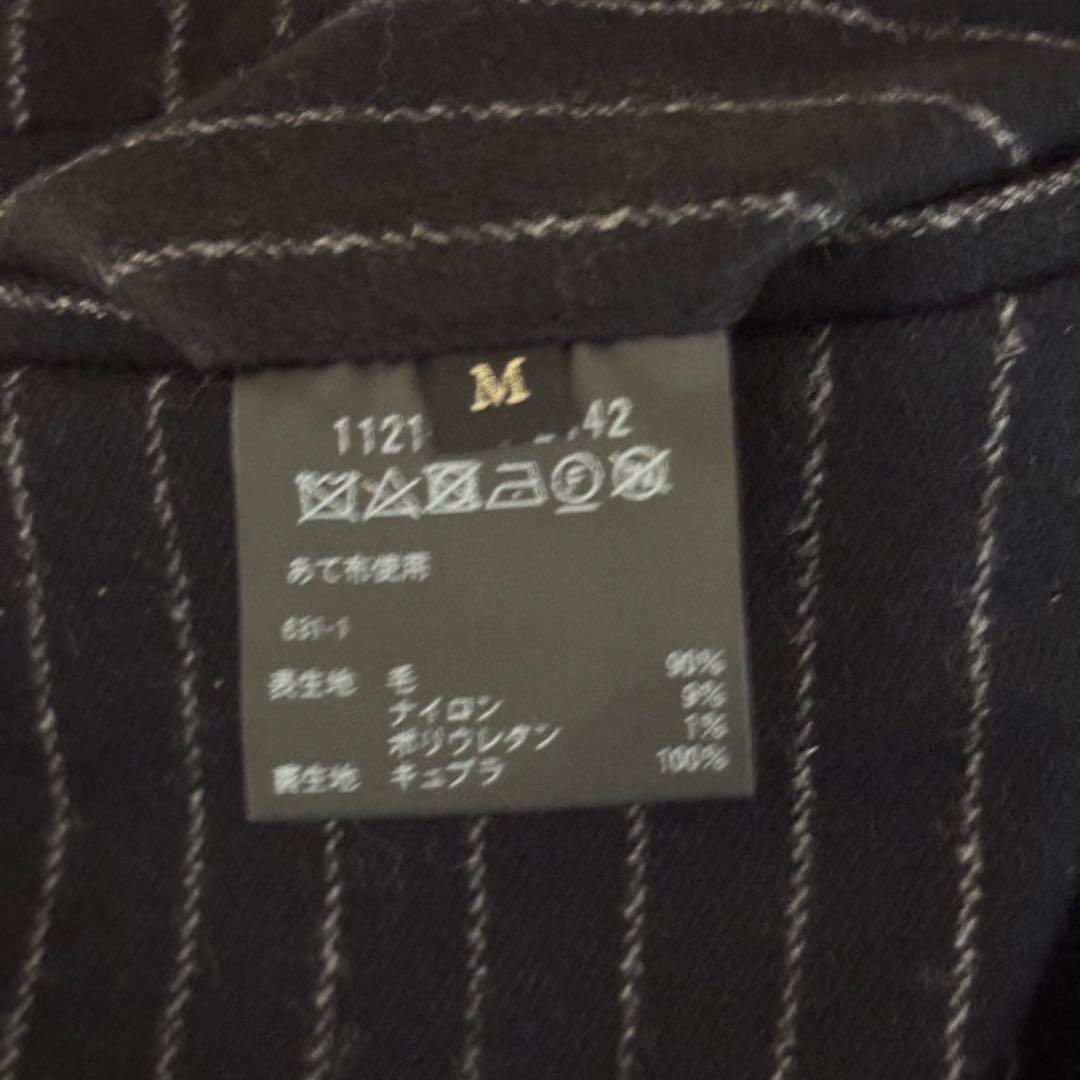 M
1121 42
あて布使用
631-1
表生地 毛 90%
ナイロン 9%
ポリウレタン 1%
裏生地 キュプラ 100%